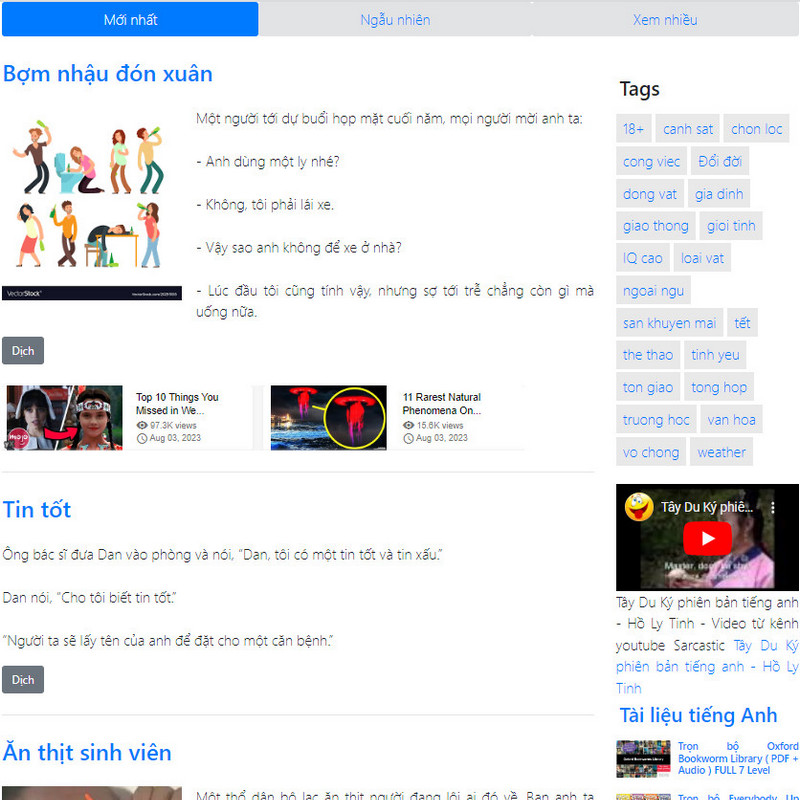 Mới nhất
Ngẫu nhiên
Xem nhiều
Bợm nhậu đón xuân
Một người tới dự buổi họp mặt cuối năm, mọi người mời anh ta:
- Anh dùng một ly nhé?
- Không, tôi phải lái xe.
- Vậy sao anh không để xe ở nhà?
- Lúc đầu tôi cũng tính vậy, nhưng sợ tới trễ chẳng còn gì mà
uống nữa.
VectorStock
Dịch
Top 10 Things You
Missed in We...
97.3K views
Aug 03, 2023
mojo
11 Rarest Natural
Phenomena On...
15.6K views
Aug 03, 2023
Tin tốt
Ông bác sĩ đưa Dan vào phòng và nói, “Dan, tôi có một tin tốt và tin xấu.”
Dan nói, “Cho tôi biết tin tốt.”
“Người ta sẽ lấy tên của anh để đặt cho một căn bệnh.”
Dịch
Ăn thịt sinh viên
Một thổ dân bộ lạc ăn thịt người đang lôi ai đó về. Bạn anh ta
Tags
18+ canh sat chon loc
cong viec Đổi đời
dong vat gia dinh
giao thong gioi tinh
IQ cao loai vat
ngoai ngu
san khuyen mai tết
the thao tinh yeu
ton giao tong hop
truong hoc van hoa
vo chong weather
Tây Du Ký phiê...
Tây Du Ký phiên bản tiếng anh
- Hồ Ly Tinh - Video từ kênh
youtube Sarcastic Tây Du Ký
phiên bản tiếng anh - Hồ Ly
Tinh
Tài liệu tiếng Anh
Trọn bộ Oxford
Bookworm Library ( PDF +
Audio ) FULL 7 Level
Trọn bộ Everybody Up